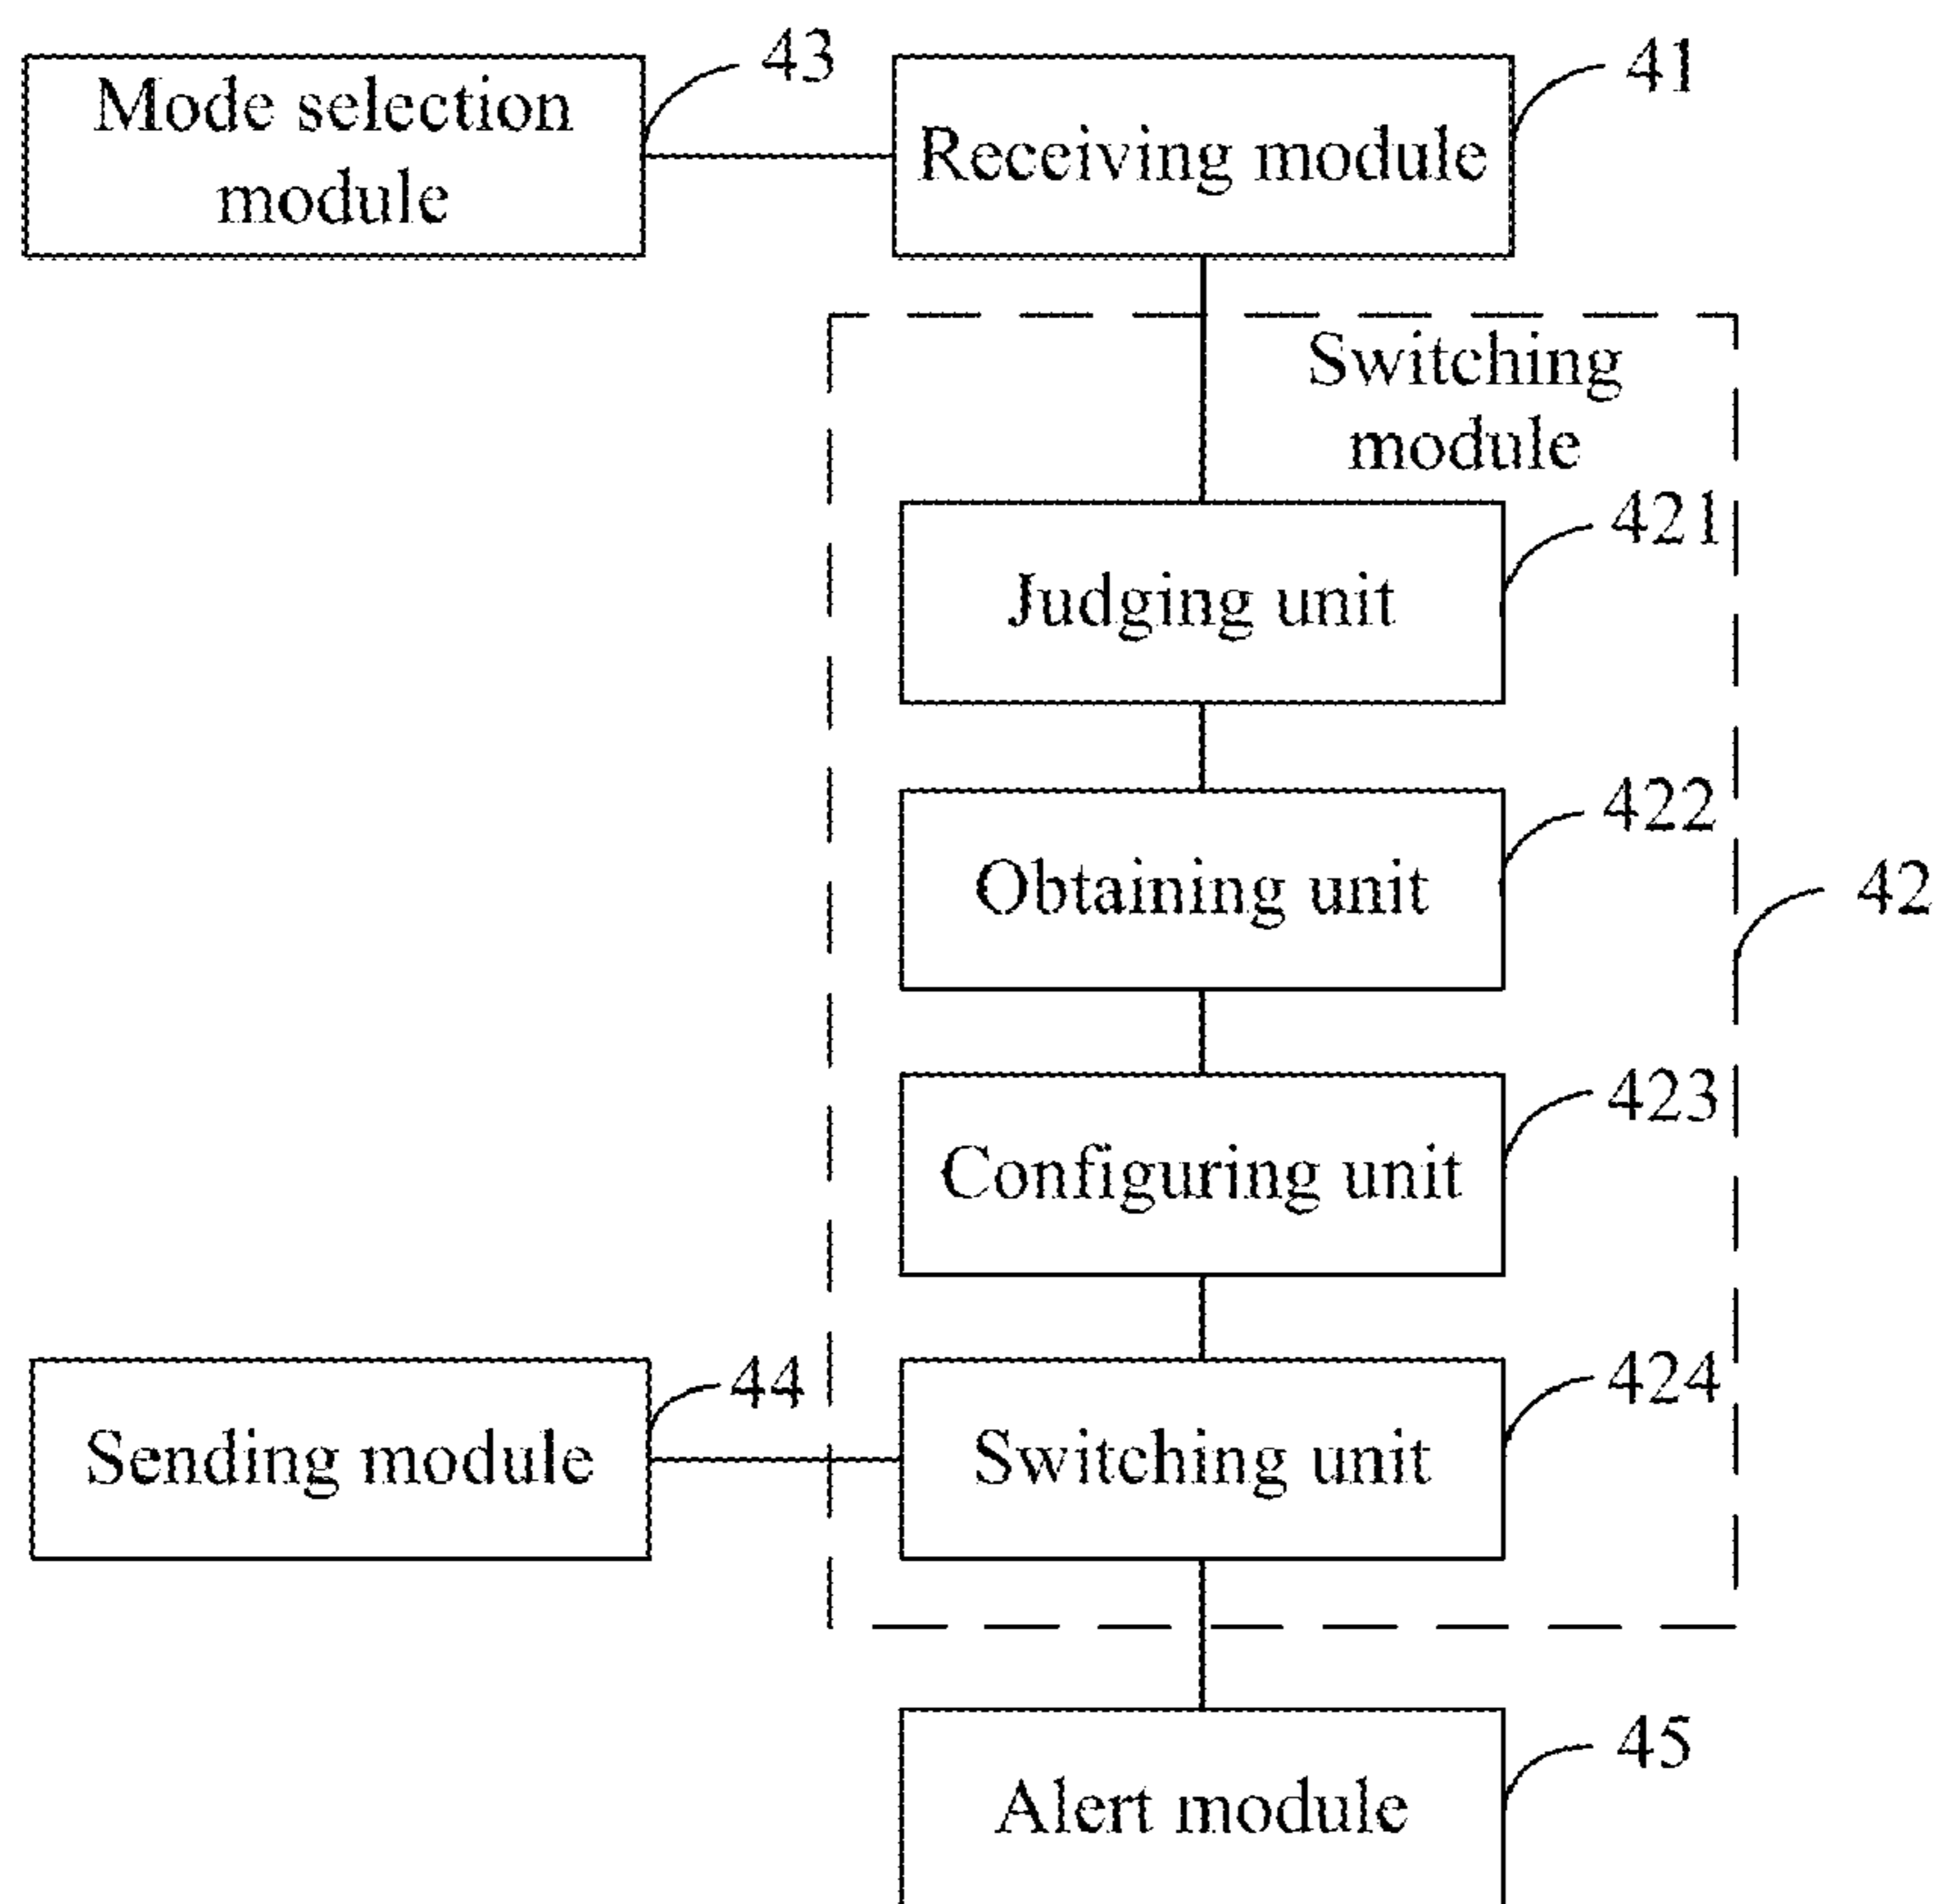 Mode selection
module
43
Receiving module
41
Switching
module
Judging unit
421
Obtaining unit
422
42
Configuring unit
423
Sending module
44
Switching unit
424
Alert module
45